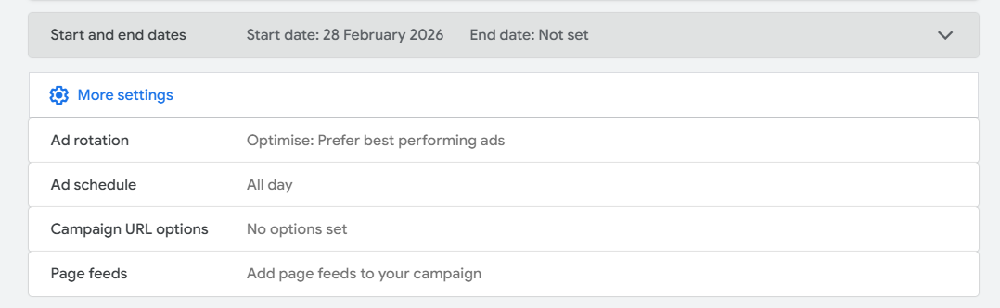 Start and end dates Start date: 28 February 2026 End date: Not set
More settings
Ad rotation Optimise: Prefer best performing ads
Ad schedule All day
Campaign URL options No options set
Page feeds Add page feeds to your campaign